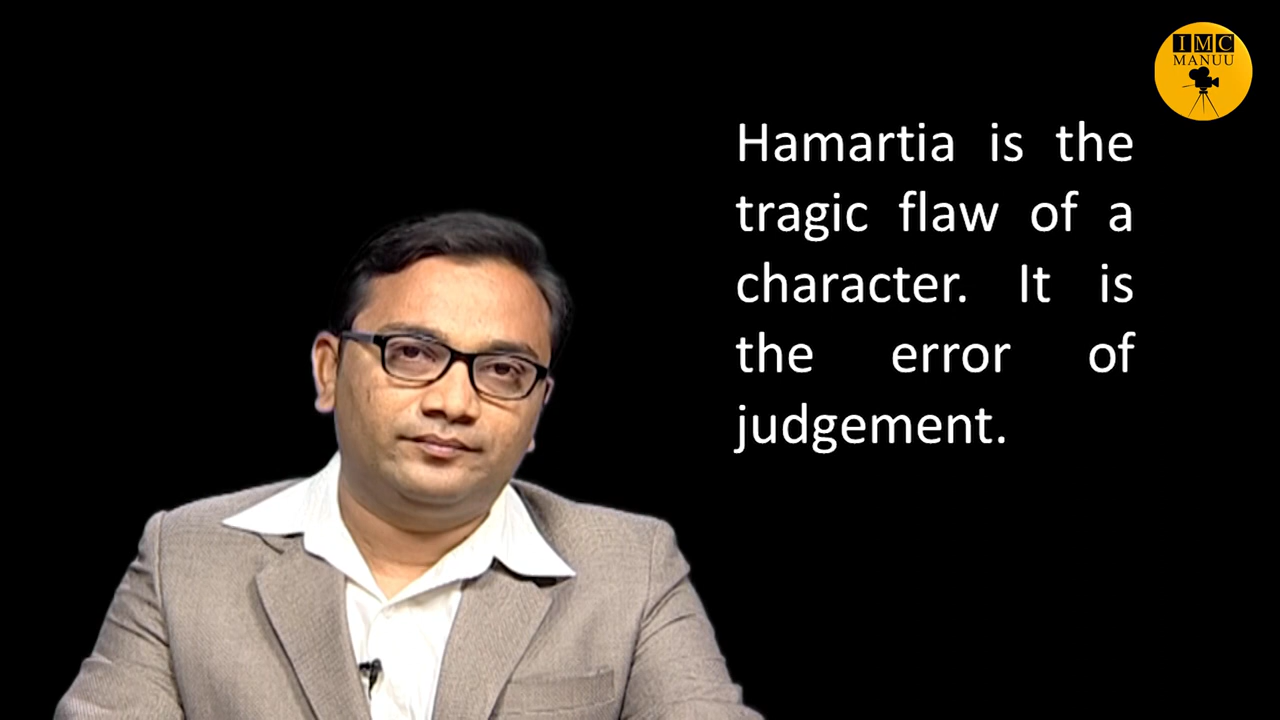 IMC
MANUU
Hamartia is the
tragic flaw of a
character. It is
the error of
judgement.